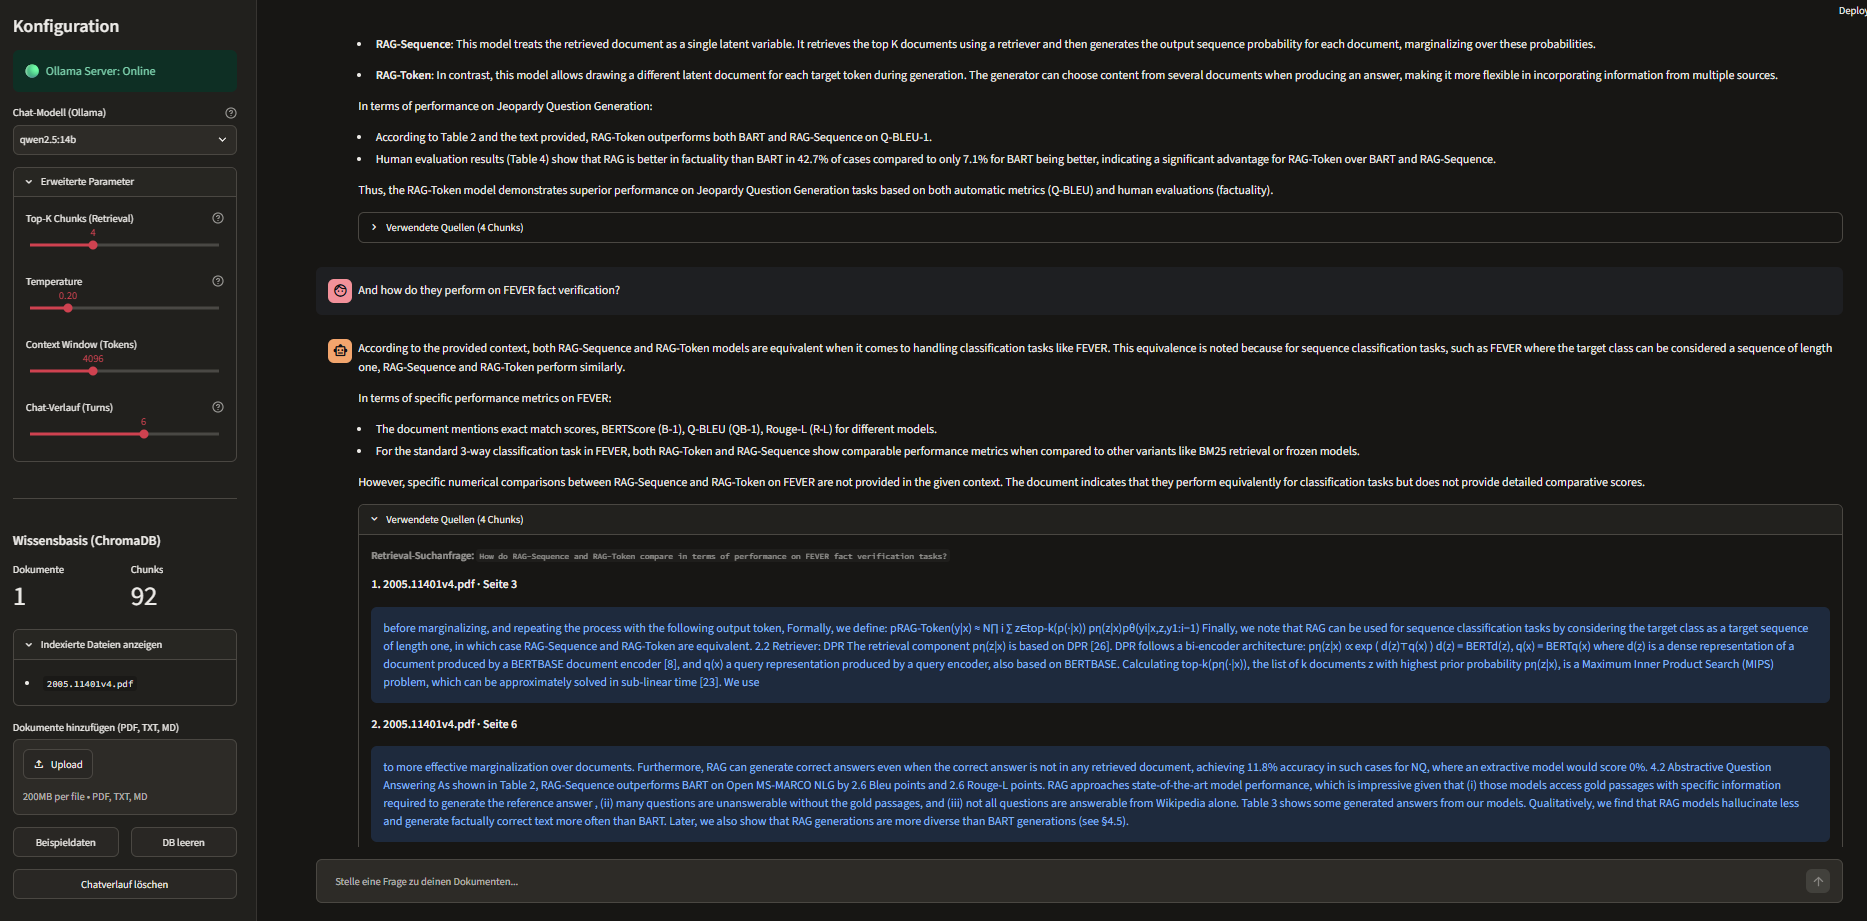 Konfiguration
Ollama Server: Online
Chat-Modell (Ollama)
qwen2.5:14b
Erweiterte Parameter
Top-K Chunks (Retrieval)
4
Temperature
0.20
Context Window (Tokens)
4096
Chat-Verlauf (Turns)
6
Wissensbasis (ChromaDB)
Dokumente
Chunks
1
92
Indexierte Dateien anzeigen
• 2005.11401v4.pdf
Dokumente hinzufügen (PDF, TXT, MD)
Upload
200MB per file • PDF, TXT, MD
Beispieldaten
DB leeren
Chatverlauf löschen
Deploy
• RAG-Sequence: This model treats the retrieved document as a single latent variable. It retrieves the top K documents using a retriever and then generates the output sequence probability for each document, marginalizing over these probabilities.
• RAG-Token: In contrast, this model allows drawing a different latent document for each target token during generation. The generator can choose content from several documents when producing an answer, making it more flexible in incorporating information from multiple sources.
In terms of performance on Jeopardy Question Generation:
• According to Table 2 and the text provided, RAG-Token outperforms both BART and RAG-Sequence on Q-BLEU-1.
• Human evaluation results (Table 4) show that RAG is better in factuality than BART in 42.7% of cases compared to only 7.1% for BART being better, indicating a significant advantage for RAG-Token over BART and RAG-Sequence.
Thus, the RAG-Token model demonstrates superior performance on Jeopardy Question Generation tasks based on both automatic metrics (Q-BLEU) and human evaluations (factuality).
Verwendete Quellen (4 Chunks)
And how do they perform on FEVER fact verification?
According to the provided context, both RAG-Sequence and RAG-Token models are equivalent when it comes to handling classification tasks like FEVER. This equivalence is noted because for sequence classification tasks, such as FEVER where the target class can be considered a sequence of length
one, RAG-Sequence and RAG-Token perform similarly.
In terms of specific performance metrics on FEVER:
• The document mentions exact match scores, BERTScore (B-1), Q-BLEU (QB-1), Rouge-L (R-L) for different models.
• For the standard 3-way classification task in FEVER, both RAG-Token and RAG-Sequence show comparable performance metrics when compared to other variants like BM25 retrieval or frozen models.
However, specific numerical comparisons between RAG-Sequence and RAG-Token on FEVER are not provided in the given context. The document indicates that they perform equivalently for classification tasks but does not provide detailed comparative scores.
Verwendete Quellen (4 Chunks)
Retrieval-Suchanfrage: How do RAG-Sequence and RAG-Token compare in terms of performance on FEVER fact verification tasks?
1. 2005.11401v4.pdf · Seite 3
before marginalizing, and repeating the process with the following output token, Formally, we define: pRAG-Token(y|x) ≈ N∏ i ∑ z∈top-k(p(·|x)) pη(z|x)pθ(yi|x,z,y1:i−1) Finally, we note that RAG can be used for sequence classification tasks by considering the target class as a target sequence
of length one, in which case RAG-Sequence and RAG-Token are equivalent. 2.2 Retriever: DPR The retrieval component pη(z|x) is based on DPR [26]. DPR follows a bi-encoder architecture: pη(z|x) ∝ exp ( d(z)⊤q(x) ) d(z) = BERTd(z), q(x) = BERTq(x) where d(z) is a dense representation of a
document produced by a BERTBASE document encoder [8], and q(x) a query representation produced by a query encoder, also based on BERTBASE. Calculating top-k(pη(·|x)), the list of k documents z with highest prior probability pη(z|x), is a Maximum Inner Product Search (MIPS)
problem, which can be approximately solved in sub-linear time [23]. We use
2. 2005.11401v4.pdf · Seite 6
to more effective marginalization over documents. Furthermore, RAG can generate correct answers even when the correct answer is not in any retrieved document, achieving 11.8% accuracy in such cases for NQ, where an extractive model would score 0%. 4.2 Abstractive Question
Answering As shown in Table 2, RAG-Sequence outperforms BART on Open MS-MARCO NLG by 2.6 Bleu points and 2.6 Rouge-L points. RAG approaches state-of-the-art model performance, which is impressive given that (i) those models access gold passages with specific information
required to generate the reference answer , (ii) many questions are unanswerable without the gold passages, and (iii) not all questions are answerable from Wikipedia alone. Table 3 shows some generated answers from our models. Qualitatively, we find that RAG models hallucinate less
and generate factually correct text more often than BART. Later, we also show that RAG generations are more diverse than BART generations (see §4.5).
Stelle eine Frage zu deinen Dokumenten...